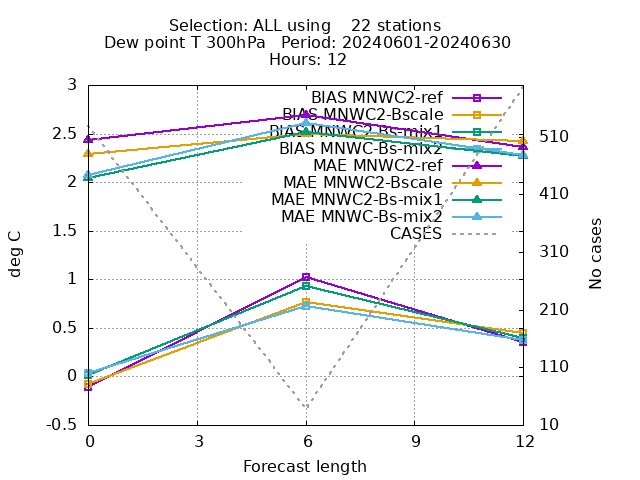 Selection: ALL using 22 stations
Dew point T 300hPa Period: 20240601-20240630
Hours: 12
BIAS MNWC2-ref
BIAS MNWC2-Bscale
BIAS MNWC2-Bs-mix1
BIAS MNWC-Bs-mix2
MAE MNWC2-ref
MAE MNWC2-Bscale
MAE MNWC2-Bs-mix1
MAE MNWC-Bs-mix2
CASES
3
2.5
2
1.5
1
0.5
0
-0.5
deg C
510
410
310
210
110
10
No cases
0 3 6 9 12
Forecast length